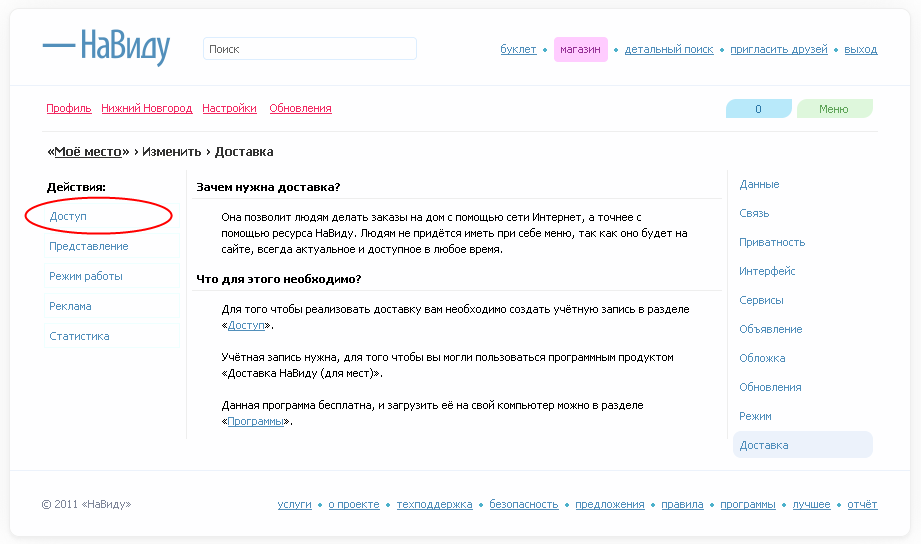 НаВиду
Поиск
буклет • магазин • детальный поиск • пригласить друзей • выход
Профиль Нижний Новгород Настройки Обновления
0 Меню
«Моё место» › Изменить › Доставка
Действия:
Доступ
Представление
Режим работы
Реклама
Статистика
Зачем нужна доставка?
Она позволит людям делать заказы на дом с помощью сети Интернет, а точнее с
помощью ресурса НаВиду. Людям не придётся иметь при себе меню, так как оно будет на
сайте, всегда актуальное и доступное в любое время.
Что для этого необходимо?
Для того чтобы реализовать доставку вам необходимо создать учётную запись в разделе
«Доступ».
Учётная запись нужна, для того чтобы вы могли пользоваться программным продуктом
«Доставка НаВиду (для мест)».
Данная программа бесплатна, и загрузить её на свой компьютер можно в разделе
«Программы».
Данные
Связь
Приватность
Интерфейс
Сервисы
Объявление
Обложка
Обновления
Режим
Доставка
© 2011 «НаВиду»
услуги • о проекте • техподдержка • безопасность • предложения • правила • программы • лучшее • отчёт